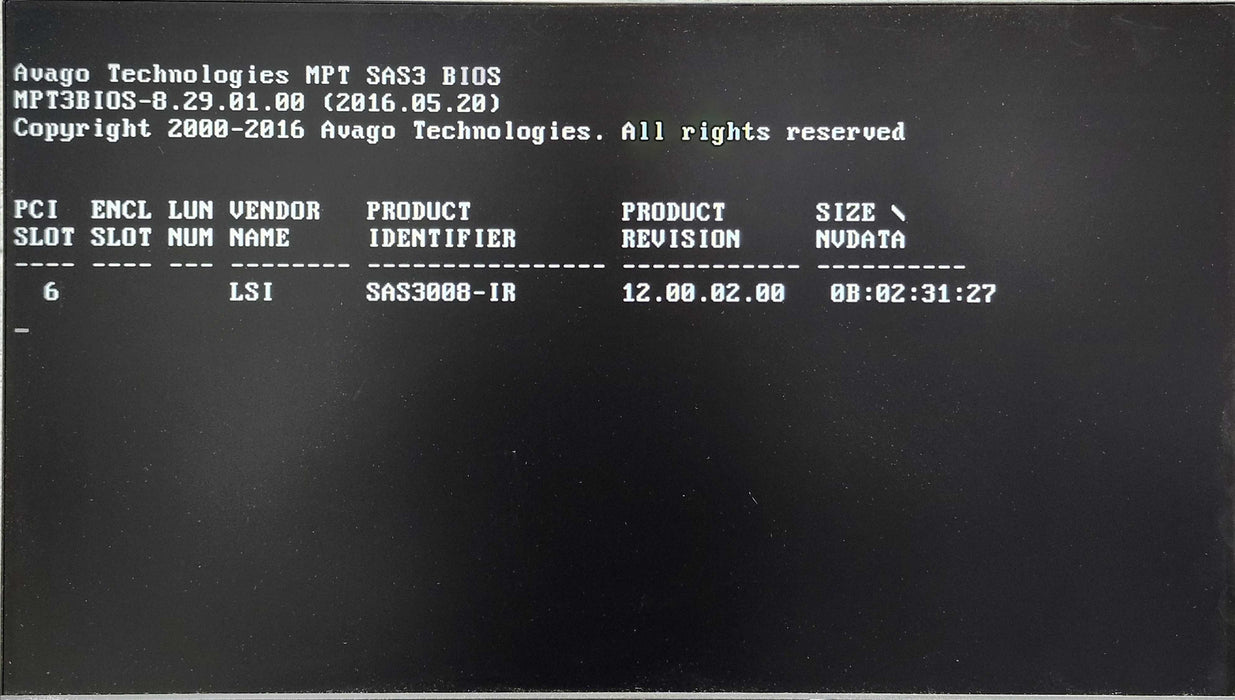 Avago Technologies MPT SAS3 BIOS
MPT3BIOS-8.29.01.00 (2016.05.20)
Copyright 2000-2016 Avago Technologies. All rights reserved
PCI ENCL LUN VENDOR PRODUCT PRODUCT SIZE \
SLOT SLOT NUM NAME IDENTIFIER REVISION NVDATA
---- ---- --- -------- ---------------- ------------ ----------
6 LSI SAS3008-IR 12.00.02.00 0B:02:31:27
_